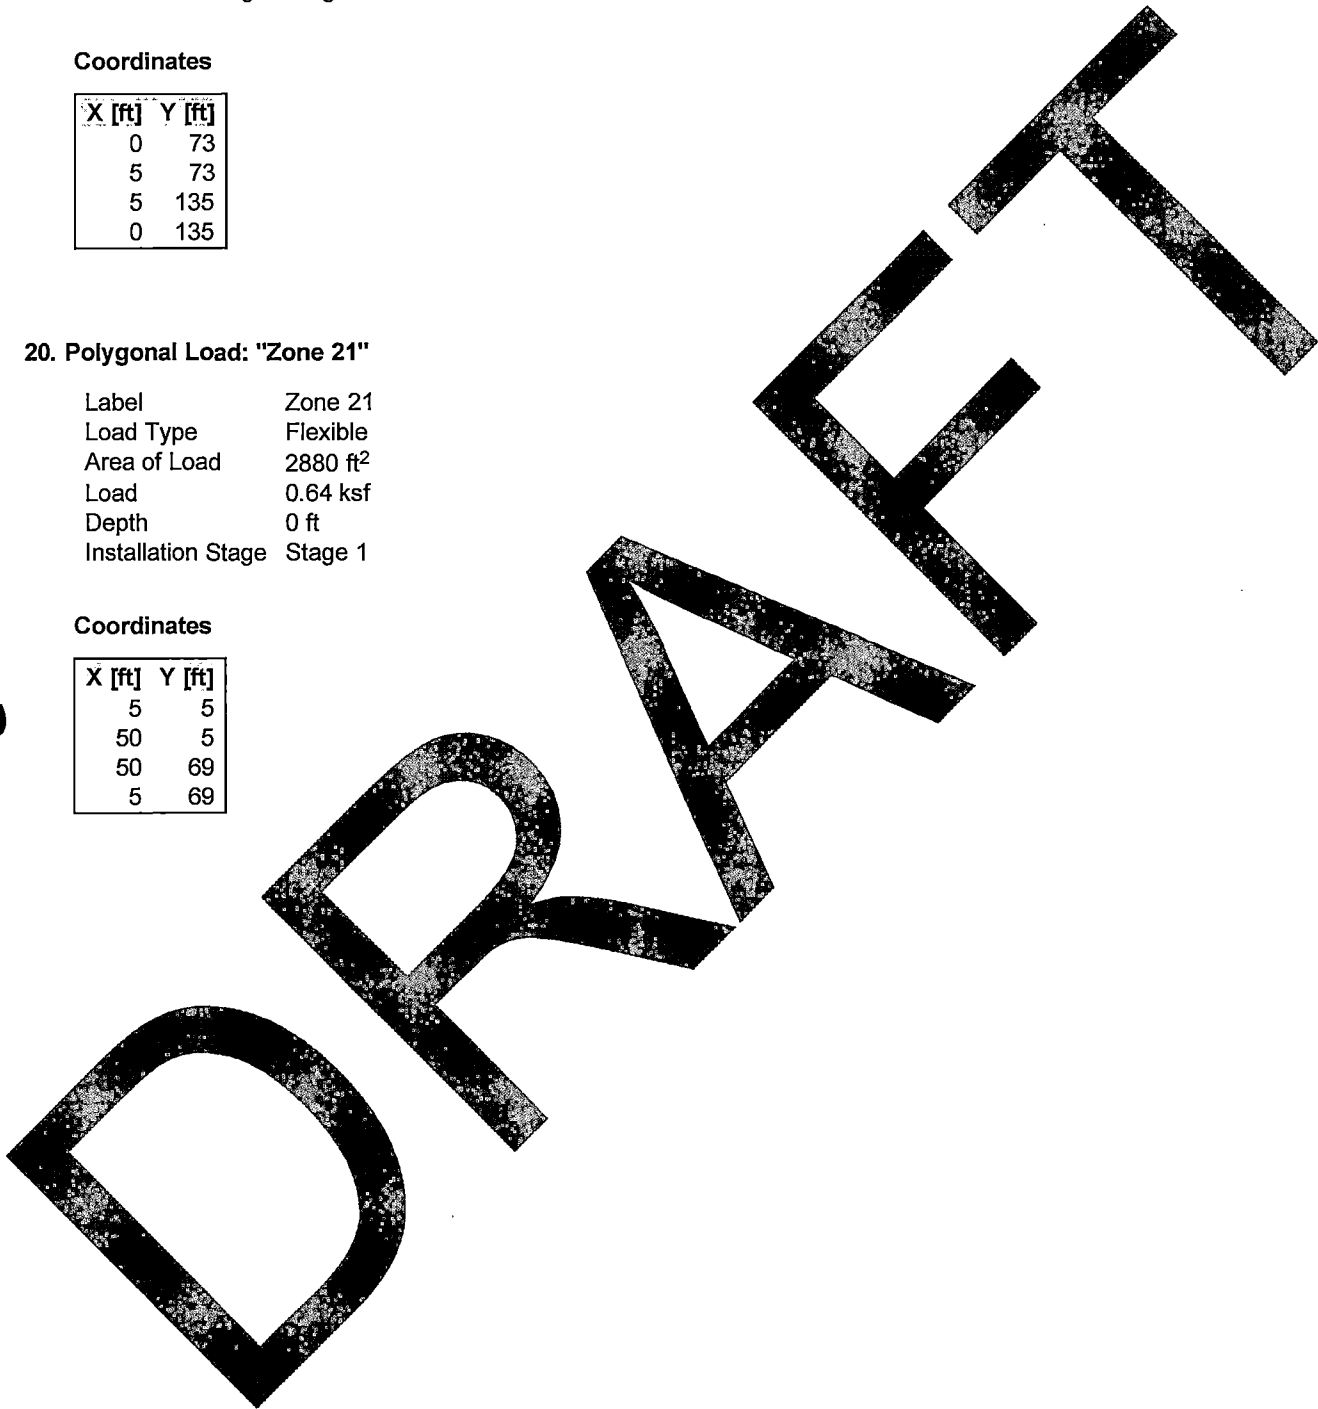 Coordinates
X [ft] Y [ft]
0 73
5 73
5 135
0 135
20. Polygonal Load: "Zone 21"
Label Zone 21
Load Type Flexible
Area of Load 2880 ft²
Load 0.64 ksf
Depth 0 ft
Installation Stage Stage 1
Coordinates
X [ft] Y [ft]
5 5
50 5
50 69
5 69
DRAFT